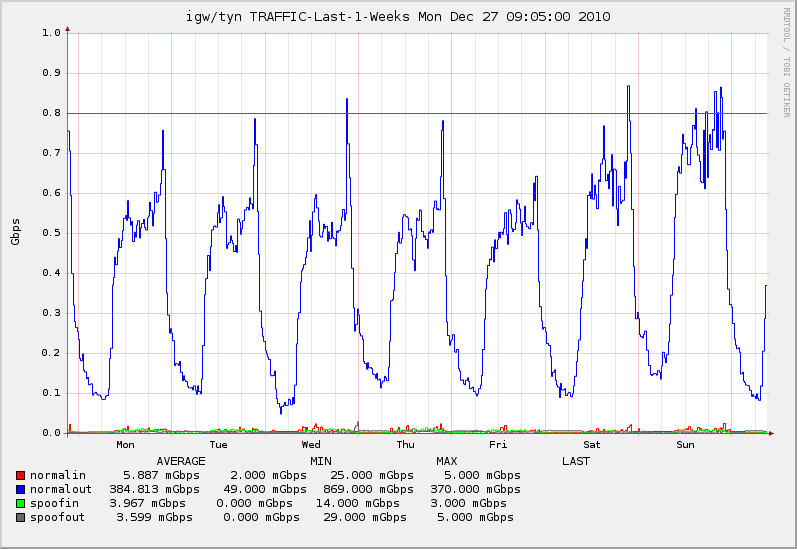 igw/tyn TRAFFIC-Last-1-Weeks Mon Dec 27 09:05:00 2010
RRDTOOL / TOBI OETIKER
1.0
0.9
0.8
0.7
0.6
0.5
0.4
0.3
0.2
0.1
0.0
Gbps
Mon Tue Wed Thu Fri Sat Sun
AVERAGE MIN MAX LAST
normalin 5.887 mGbps 2.000 mGbps 25.000 mGbps 5.000 mGbps
normalout 384.813 mGbps 49.000 mGbps 869.000 mGbps 370.000 mGbps
spoofin 3.967 mGbps 0.000 mGbps 14.000 mGbps 3.000 mGbps
spoofout 3.599 mGbps 0.000 mGbps 29.000 mGbps 5.000 mGbps